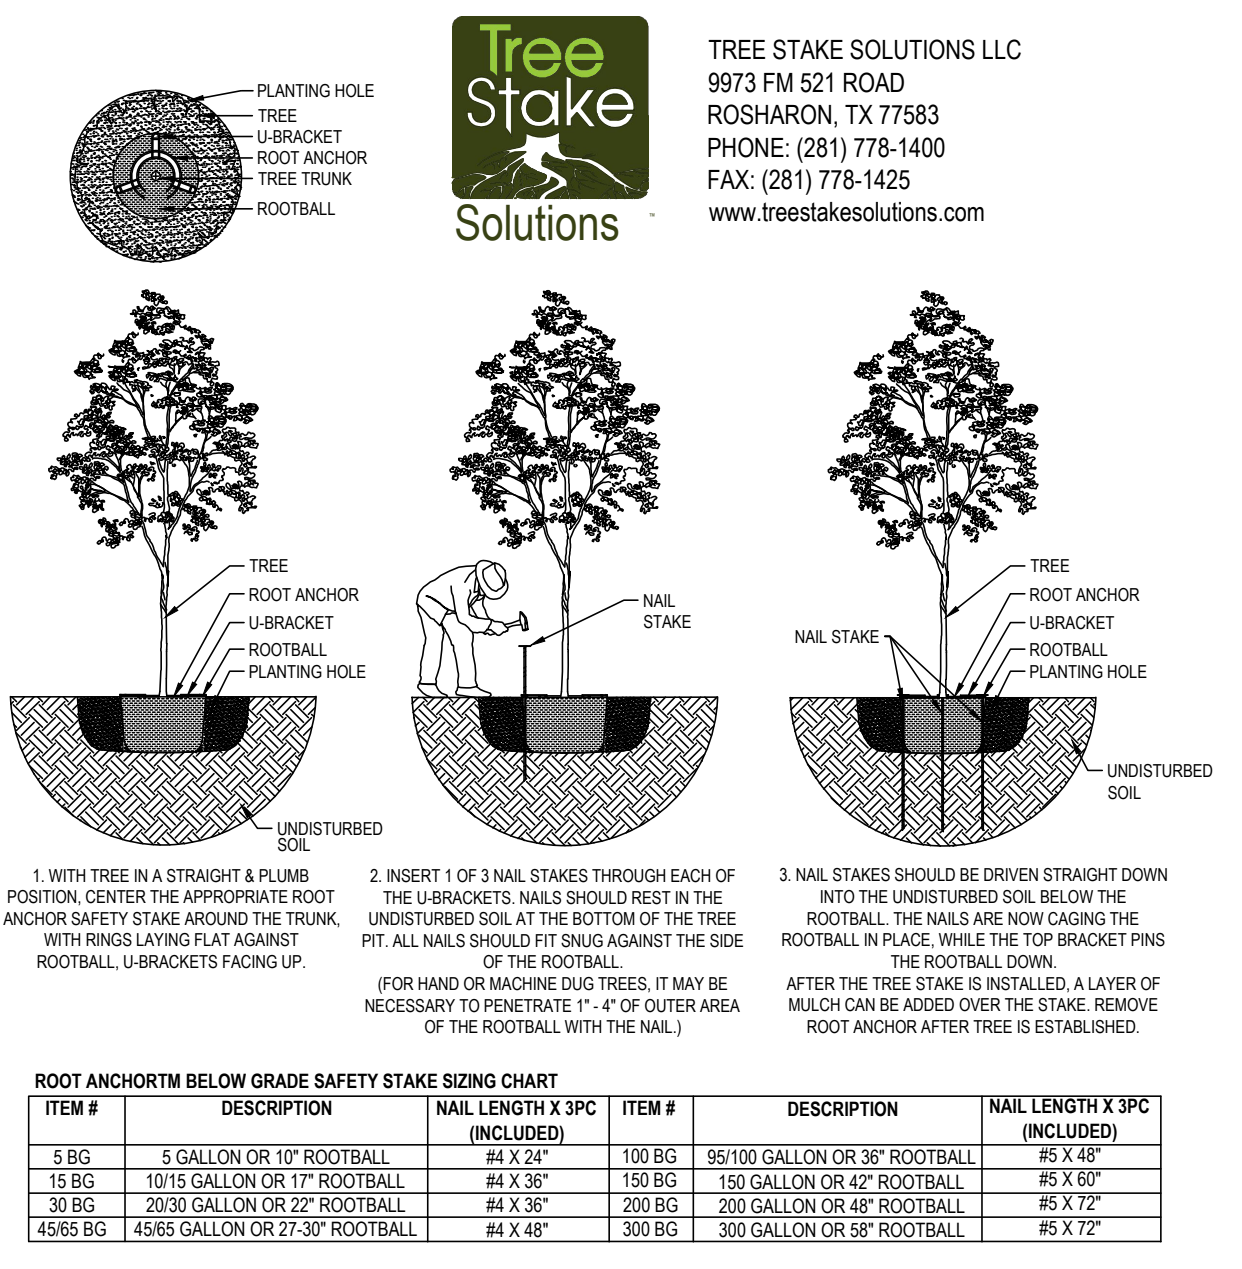 PLANTING HOLE
TREE
U-BRACKET
ROOT ANCHOR
TREE TRUNK
ROOTBALL
Tree
Stake
Solutions
™
TREE STAKE SOLUTIONS LLC
9973 FM 521 ROAD
ROSHARON, TX 77583
PHONE: (281) 778-1400
FAX: (281) 778-1425
www.treestakesolutions.com
TREE
ROOT ANCHOR
U-BRACKET
ROOTBALL
PLANTING HOLE
UNDISTURBED
SOIL
NAIL
STAKE
NAIL STAKE
TREE
ROOT ANCHOR
U-BRACKET
ROOTBALL
PLANTING HOLE
UNDISTURBED
SOIL
1. WITH TREE IN A STRAIGHT & PLUMB
POSITION, CENTER THE APPROPRIATE ROOT
ANCHOR SAFETY STAKE AROUND THE TRUNK,
WITH RINGS LAYING FLAT AGAINST
ROOTBALL, U-BRACKETS FACING UP.
2. INSERT 1 OF 3 NAIL STAKES THROUGH EACH OF
THE U-BRACKETS. NAILS SHOULD REST IN THE
UNDISTURBED SOIL AT THE BOTTOM OF THE TREE
PIT. ALL NAILS SHOULD FIT SNUG AGAINST THE SIDE
OF THE ROOTBALL.
(FOR HAND OR MACHINE DUG TREES, IT MAY BE
NECESSARY TO PENETRATE 1" - 4" OF OUTER AREA
OF THE ROOTBALL WITH THE NAIL.)
3. NAIL STAKES SHOULD BE DRIVEN STRAIGHT DOWN
INTO THE UNDISTURBED SOIL BELOW THE
ROOTBALL. THE NAILS ARE NOW CAGING THE
ROOTBALL IN PLACE, WHILE THE TOP BRACKET PINS
THE ROOTBALL DOWN.
AFTER THE TREE STAKE IS INSTALLED, A LAYER OF
MULCH CAN BE ADDED OVER THE STAKE. REMOVE
ROOT ANCHOR AFTER TREE IS ESTABLISHED.
ROOT ANCHORTM BELOW GRADE SAFETY STAKE SIZING CHART
ITEM # DESCRIPTION NAIL LENGTH X 3PC (INCLUDED) ITEM # DESCRIPTION NAIL LENGTH X 3PC (INCLUDED)
5 BG 5 GALLON OR 10" ROOTBALL #4 X 24" 100 BG 95/100 GALLON OR 36" ROOTBALL #5 X 48"
15 BG 10/15 GALLON OR 17" ROOTBALL #4 X 36" 150 BG 150 GALLON OR 42" ROOTBALL #5 X 60"
30 BG 20/30 GALLON OR 22" ROOTBALL #4 X 36" 200 BG 200 GALLON OR 48" ROOTBALL #5 X 72"
45/65 BG 45/65 GALLON OR 27-30" ROOTBALL #4 X 48" 300 BG 300 GALLON OR 58" ROOTBALL #5 X 72"